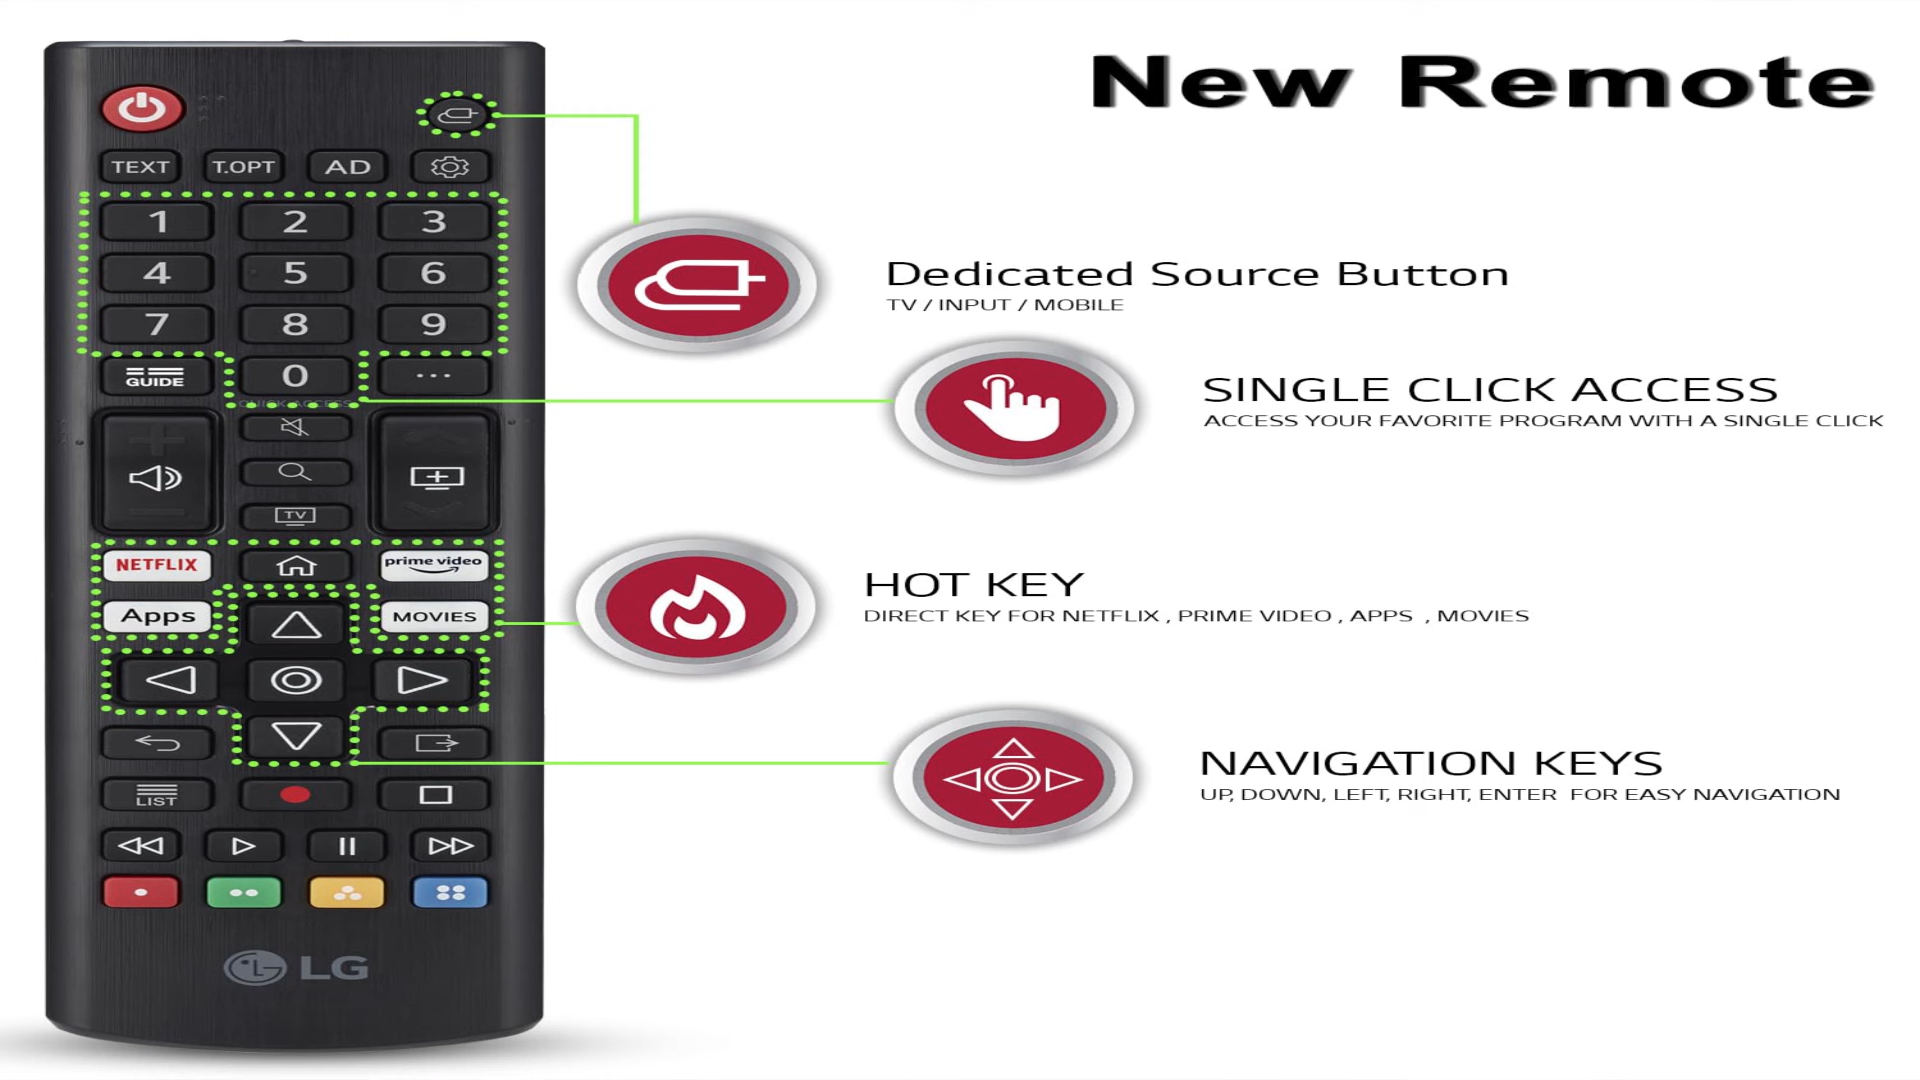 New Remote
TEXT T.OPT AD
1 2 3
4 5 6
7 8 9
GUIDE 0 ...
QUICK ACCESS
TV
NETFLIX prime video
Apps MOVIES
LIST
LG
Dedicated Source Button
TV / INPUT / MOBILE
SINGLE CLICK ACCESS
ACCESS YOUR FAVORITE PROGRAM WITH A SINGLE CLICK
HOT KEY
DIRECT KEY FOR NETFLIX , PRIME VIDEO , APPS , MOVIES
NAVIGATION KEYS
UP, DOWN, LEFT, RIGHT, ENTER FOR EASY NAVIGATION